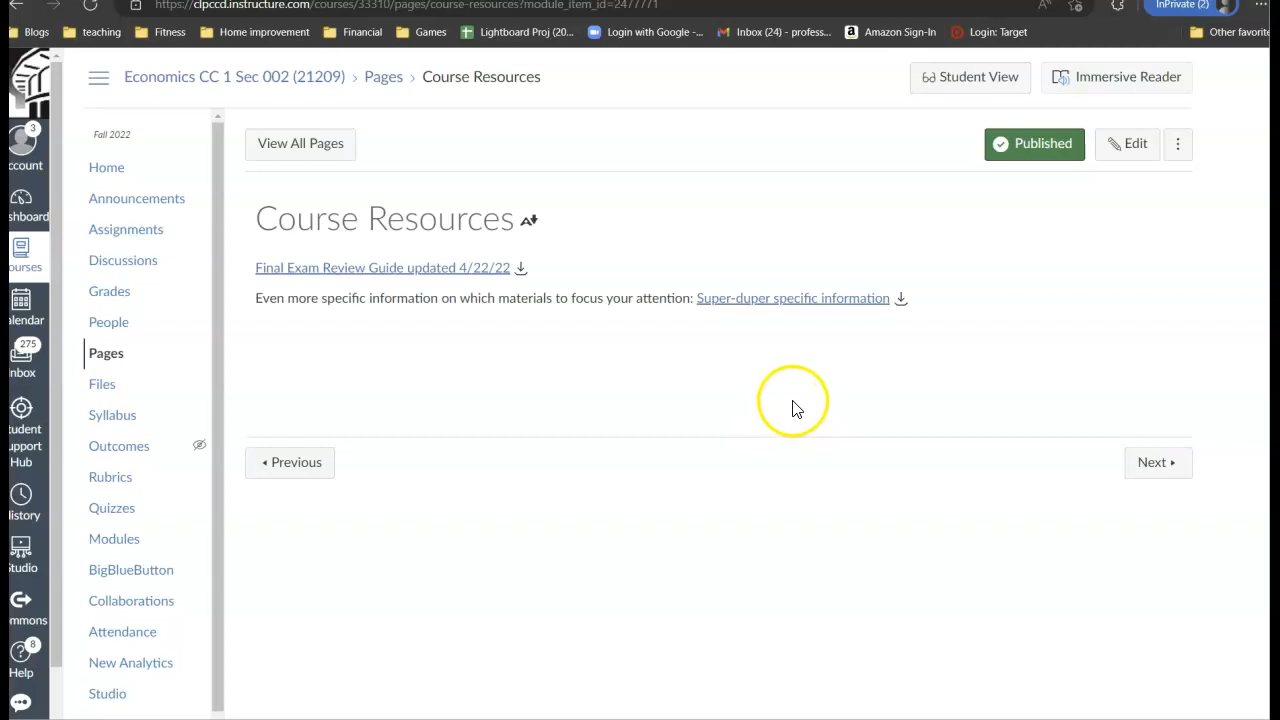 https://clpccd.instructure.com/courses/33310/pages/course-resources?module_item_id=2477771
InPrivate (2)
Blogs
teaching
Fitness
Home improvement
Financial
Games
Lightboard Proj (20...
Login with Google -...
Inbox (24) - profess...
Amazon Sign-In
Login: Target
Other favorite
Economics CC 1 Sec 002 (21209) › Pages › Course Resources
Student View
Immersive Reader
3
ccount
shboard
ourses
alendar
275
nbox
tudent
upport
Hub
istory
tudio
mmons
8
Help
Fall 2022
Home
Announcements
Assignments
Discussions
Grades
People
Pages
Files
Syllabus
Outcomes
Rubrics
Quizzes
Modules
BigBlueButton
Collaborations
Attendance
New Analytics
Studio
View All Pages
Published
Edit
Course Resources
Final Exam Review Guide updated 4/22/22
Even more specific information on which materials to focus your attention: Super-duper specific information
Previous
Next